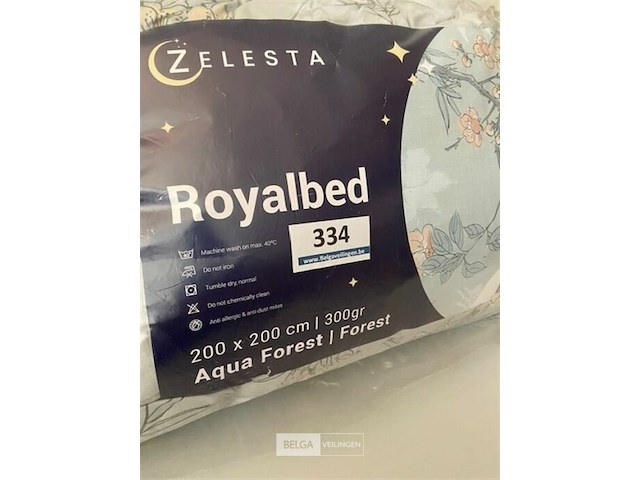 ZELESTA
Royalbed
334
www.Belgaveilingen.be
Machine wash on max. 40°C
Do not iron
Tumble dry, normal
Do not chemically clean
Anti allergic & anti-dust mites
200 x 200 cm | 300gr
Aqua Forest | Forest
BELGA VEILINGEN